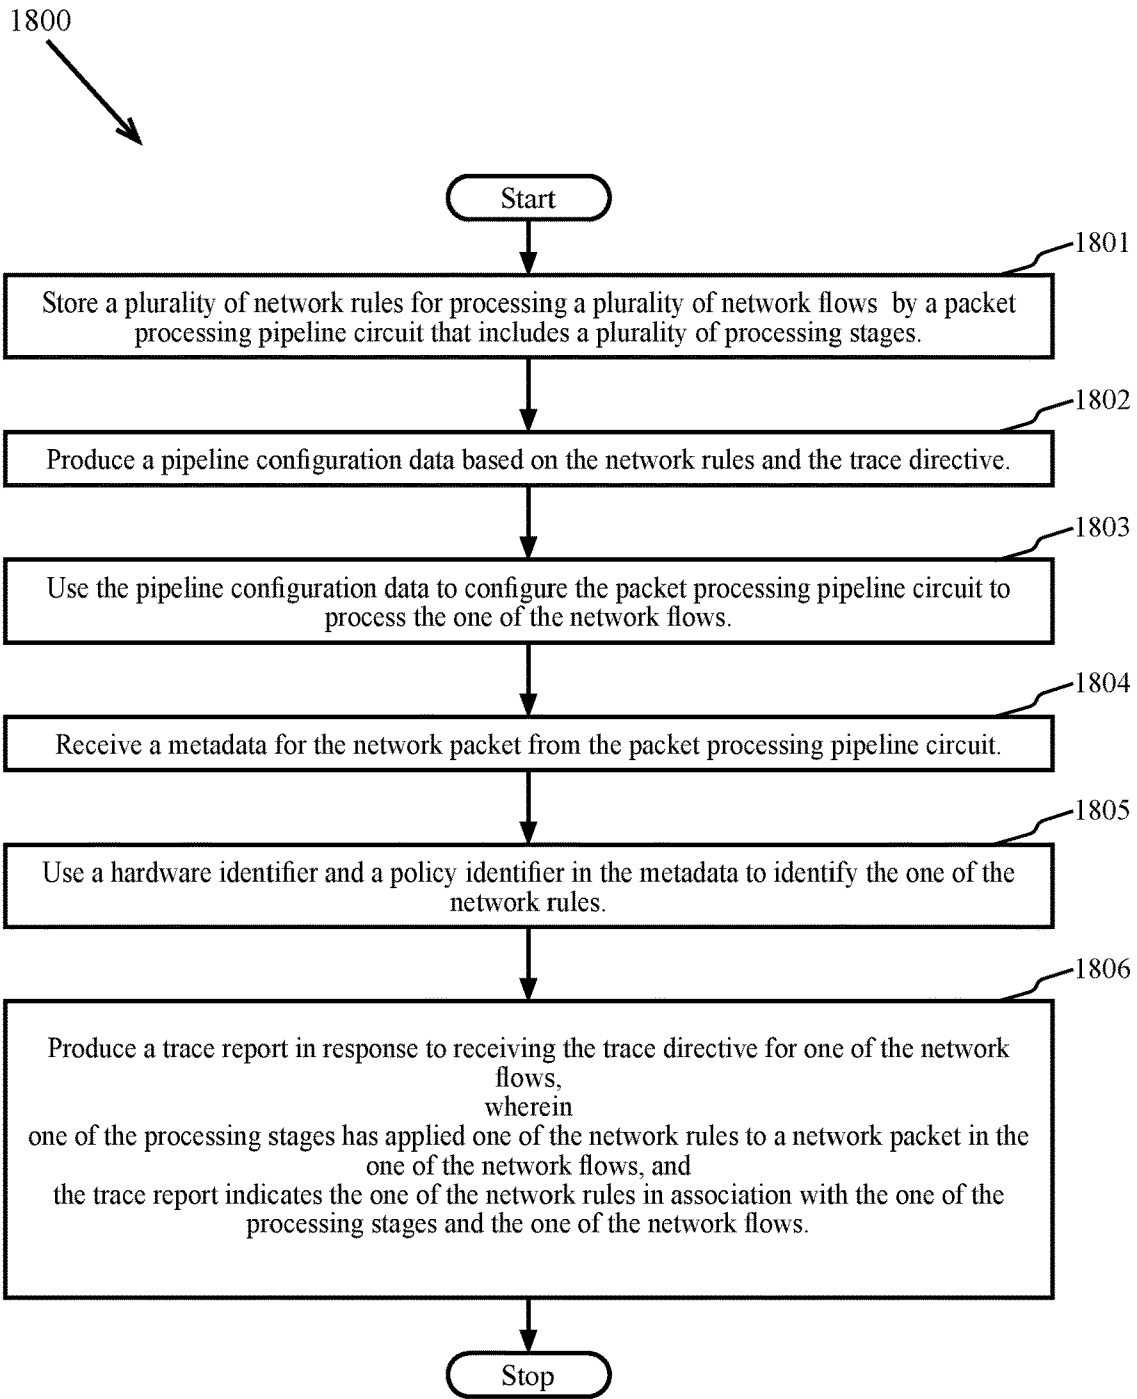 1800
Start
1801
Store a plurality of network rules for processing a plurality of network flows by a packet
processing pipeline circuit that includes a plurality of processing stages.
1802
Produce a pipeline configuration data based on the network rules and the trace directive.
1803
Use the pipeline configuration data to configure the packet processing pipeline circuit to
process the one of the network flows.
1804
Receive a metadata for the network packet from the packet processing pipeline circuit.
1805
Use a hardware identifier and a policy identifier in the metadata to identify the one of the
network rules.
1806
Produce a trace report in response to receiving the trace directive for one of the network
flows,
wherein
one of the processing stages has applied one of the network rules to a network packet in the
one of the network flows, and
the trace report indicates the one of the network rules in association with the one of the
processing stages and the one of the network flows.
Stop